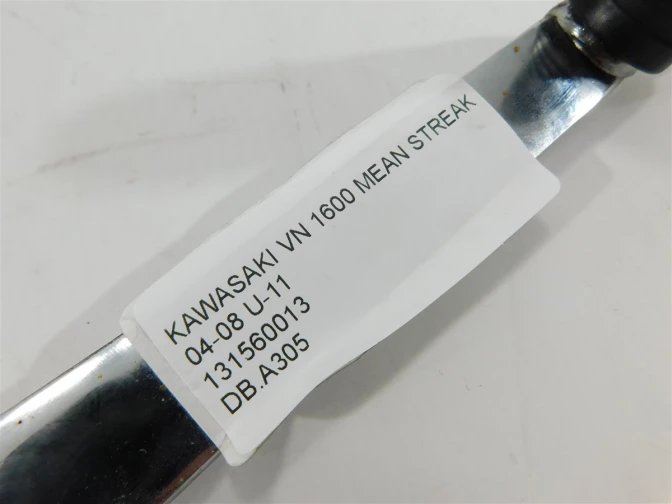 KAWASAKI VN 1600 MEAN STREAK
04-08 U-11
131560013
DB.A305